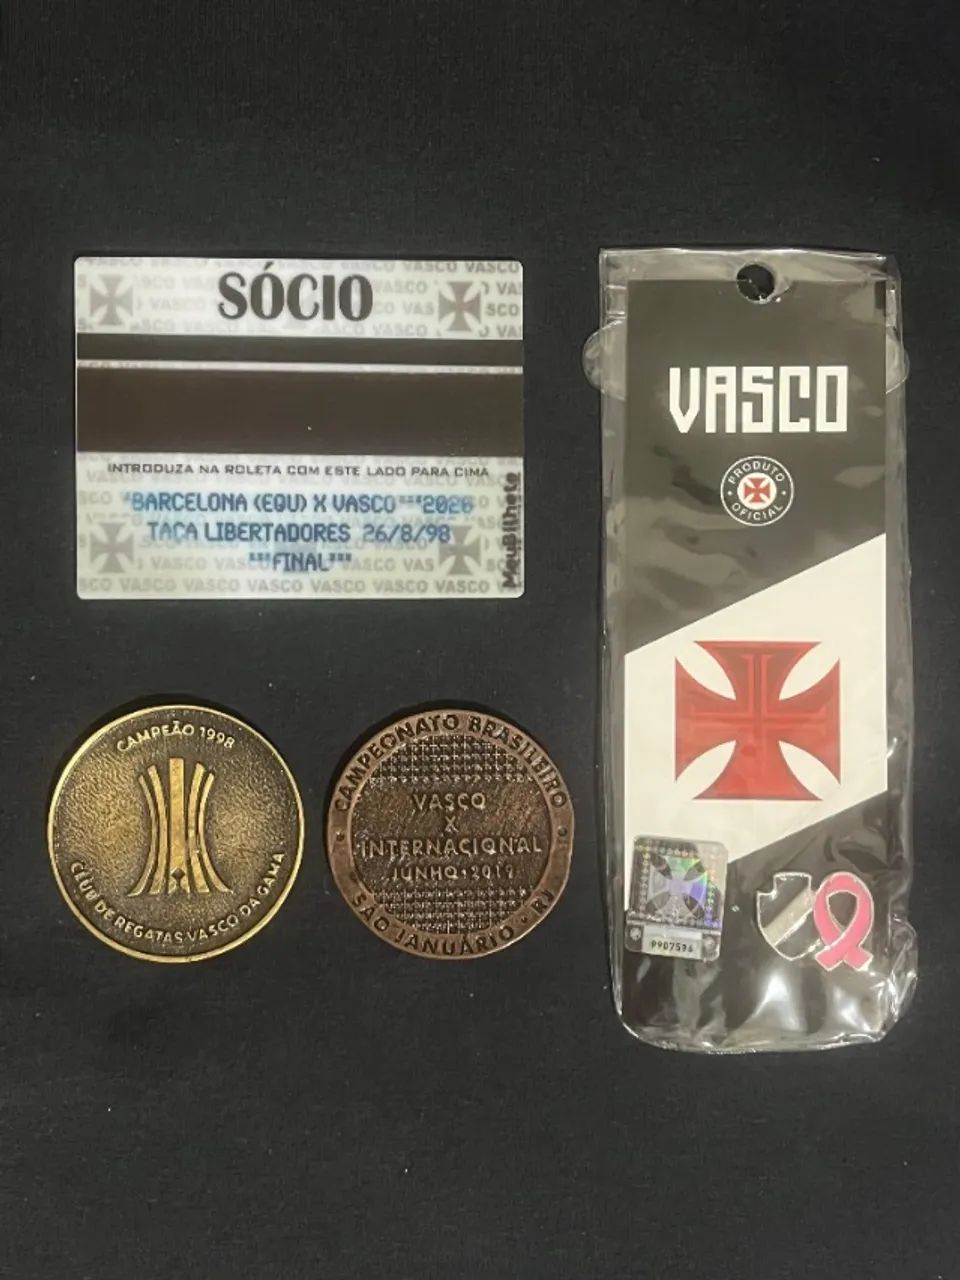 SÓCIO
INTRODUZA NA ROLETA COM ESTE LADO PARA CIMA
*BARCELONA (EQU) X VASCO***2026
TAÇA LIBERTADORES 26/8/98
***FINAL***
MeuBilhete
VASCO
PRODUTO
OFICIAL
P907596
CAMPEÃO 1998
CLUB DE REGATAS VASCO DA GAMA
CAMPEONATO BRASILEIRO
VASCO
X
INTERNACIONAL
JUNHO·2019
SÃO JANUÁRIO · RJ